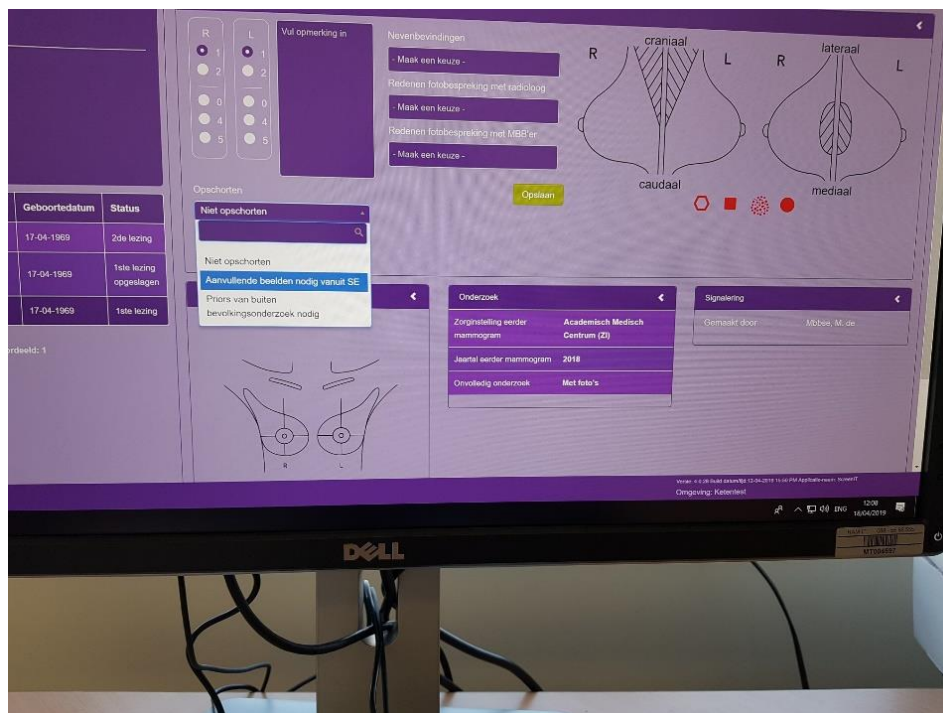 R
L
1
1
2
2
0
0
4
4
5
5
Vul opmerking in
Nevenbevindingen
- Maak een keuze -
Redenen fotobespreking met radioloog
- Maak een keuze -
Redenen fotobespreking met MBB'er
- Maak een keuze -
Opslaan
craniaal
R
L
caudaal
lateraal
R
L
mediaal
Opschorten
Niet opschorten
Niet opschorten
Aanvullende beelden nodig vanuit SE
Priors van buiten
bevolkingsonderzoek nodig
Geboortedatum Status
17-04-1969 2de lezing
17-04-1969 1ste lezing
opgeslagen
17-04-1969 1ste lezing
R L
Onderzoek
Zorginstelling eerder Academisch Medisch
mammogram Centrum (ZI)
Jaartal eerder mammogram 2018
Onvolledig onderzoek Met foto's
Signalering
Gemaakt door Mbbee, M. de
Omgeving: Ketentest
ENG
12:08
16/04/2019
DELL